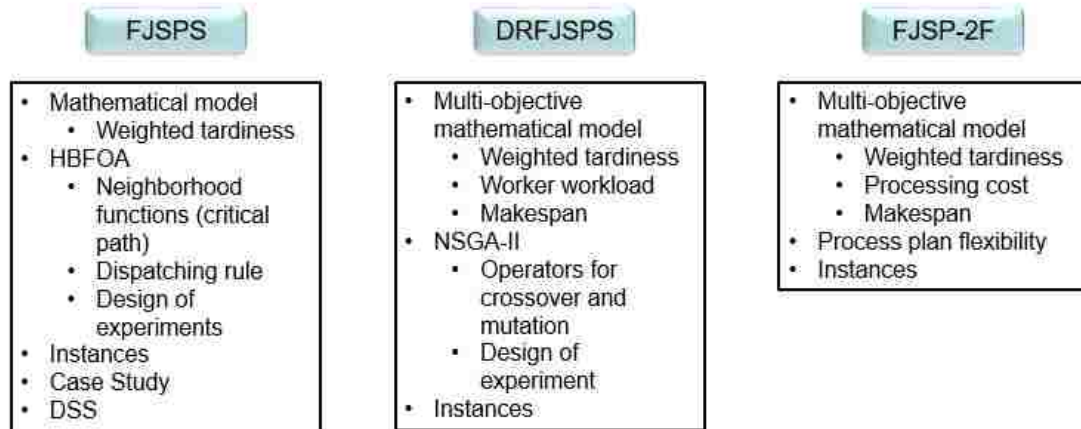 FJSPS
• Mathematical model
• Weighted tardiness
• HBFOA
• Neighborhood
functions (critical
path)
• Dispatching rule
• Design of
experiments
• Instances
• Case Study
• DSS
DRFJSPS
• Multi-objective
mathematical model
• Weighted tardiness
• Worker workload
• Makespan
• NSGA-II
▪ Operators for
crossover and
mutation
▪ Design of
experiment
• Instances
FJSP-2F
• Multi-objective
mathematical model
• Weighted tardiness
• Processing cost
• Makespan
• Process plan flexibility
• Instances